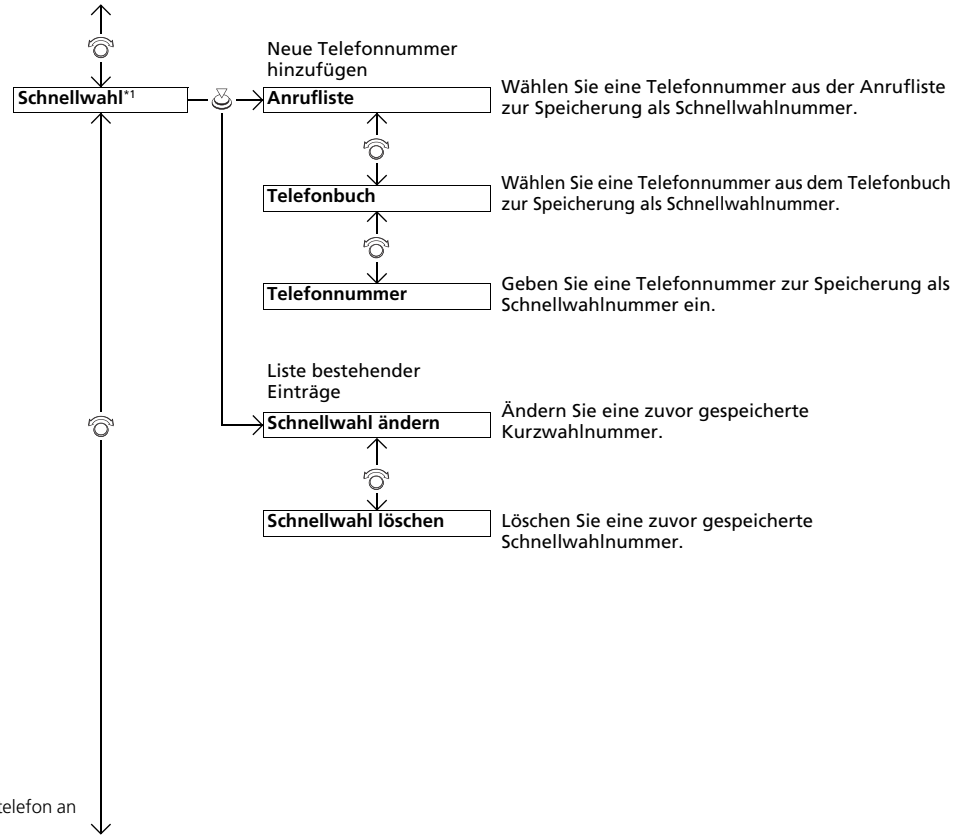 Neue Telefonnummer
hinzufügen
Schnellwahl*1
Anrufliste
Wählen Sie eine Telefonnummer aus der Anrufliste
zur Speicherung als Schnellwahlnummer.
Telefonbuch
Wählen Sie eine Telefonnummer aus dem Telefonbuch
zur Speicherung als Schnellwahlnummer.
Telefonnummer
Geben Sie eine Telefonnummer zur Speicherung als
Schnellwahlnummer ein.
Liste bestehender
Einträge
Schnellwahl ändern
Ändern Sie eine zuvor gespeicherte
Kurzwahlnummer.
Schnellwahl löschen
Löschen Sie eine zuvor gespeicherte
Schnellwahlnummer.
telefon an